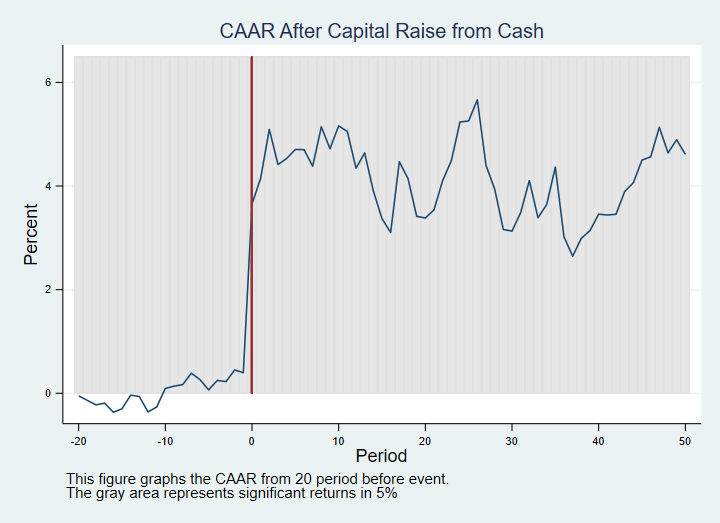 CAAR After Capital Raise from Cash
6
4
2
0
Percent
-20 -10 0 10 20 30 40 50
Period
This figure graphs the CAAR from 20 period before event.
The gray area represents significant returns in 5%